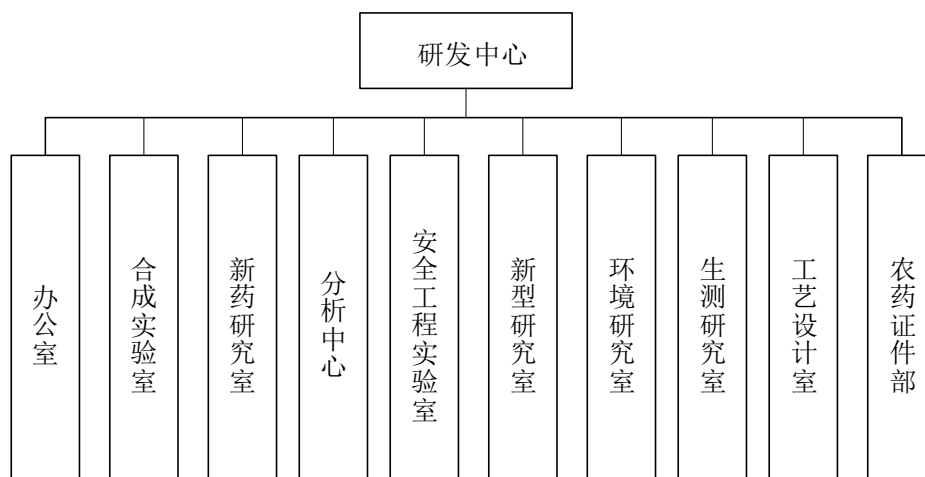 研发中心
办公室
合成实验室
新药研究室
分析中心
安全工程实验室
新型研究室
环境研究室
生测研究室
工艺设计室
农药证件部